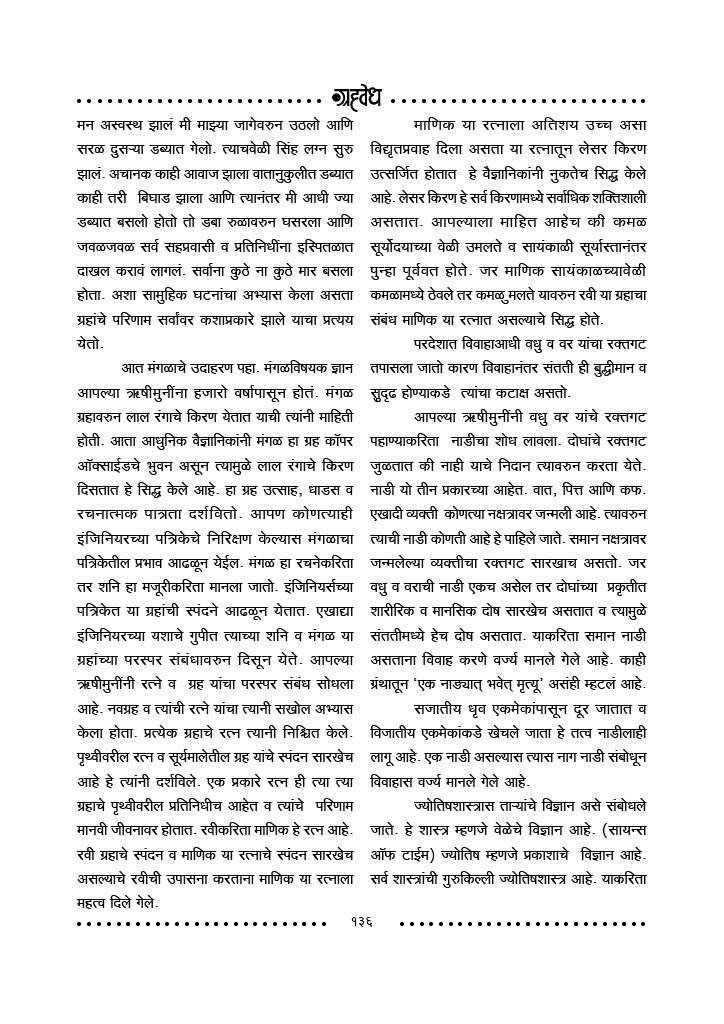 ग्रहवेध
मन अस्वस्थ झालं मी माझ्या जागेवरुन उठलो आणि
सरळ दुसऱ्या डब्यात गेलो. त्याचवेळी सिंह लग्न सुरु
झालं. अचानक काही आवाज झाला वातानुकुलीत डब्यात
काही तरी बिघाड झाला आणि त्यानंतर मी आधी ज्या
डब्यात बसलो होतो तो डबा रुळावरुन घसरला आणि
जवळजवळ सर्व सहप्रवासी व प्रतिनिधींना इस्पितळात
दाखल करावं लागलं. सर्वाना कुठे ना कुठे मार बसला
होता. अशा सामुहिक घटनांचा अभ्यास केला असता
ग्रहांचे परिणाम सर्वांवर कशाप्रकारे झाले याचा प्रत्यय
येतो.
आत मंगळाचे उदाहरण पहा. मंगळविषयक ज्ञान
आपल्या ऋषीमुनींना हजारो वर्षापासून होतं. मंगळ
ग्रहावरुन लाल रंगाचे किरण येतात याची त्यांनी माहिती
होती. आता आधुनिक वैज्ञानिकांनी मंगळ हा ग्रह कॉपर
ऑक्साईडचे भुवन असून त्यामुळे लाल रंगाचे किरण
दिसतात हे सिद्ध केले आहे. हा ग्रह उत्साह, धाडस व
रचनात्मक पात्रता दर्शवितो. आपण कोणत्याही
इंजिनियरच्या पत्रिकेचे निरिक्षण केल्यास मंगळाचा
पत्रिकेतील प्रभाव आढळून येईल. मंगळ हा रचनेकरिता
तर शनि हा मजूरीकरिता मानला जातो. इंजिनियर्सच्या
पत्रिकेत या ग्रहांची स्पंदने आढळून येतात. एखाद्या
इंजिनियरच्या यशाचे गुपीत त्याच्या शनि व मंगळ या
ग्रहांच्या परस्पर संबंधावरुन दिसून येते. आपल्या
ऋषीमुनींनी रत्ने व ग्रह यांचा परस्पर संबंध सोधला
आहे. नवग्रह व त्यांची रत्ने यांचा त्यानी सखोल अभ्यास
केला होता. प्रत्येक ग्रहाचे रत्न त्यानी निश्चित केले.
पृथ्वीवरील रत्न व सूर्यमालेतील ग्रह यांचे स्पंदन सारखेच
आहे हे त्यांनी दर्शविले. एक प्रकारे रत्न ही त्या त्या
ग्रहाचे पृथ्वीवरील प्रतिनिधीच आहेत व त्यांचे परिणाम
मानवी जीवनावर होतात. रवीकरिता माणिक हे रत्न आहे.
रवी ग्रहाचे स्पंदन व माणिक या रत्नाचे स्पंदन सारखेच
असल्याचे रवीची उपासना करताना माणिक या रत्नाला
महत्व दिले गेले.
माणिक या रत्नाला अतिशय उच्च असा
विद्यृतप्रवाह दिला असता या रत्नातून लेसर किरण
उत्सर्जित होतात हे वैज्ञानिकांनी नुकतेच सिद्ध केले
आहे. लेसर किरण हे सर्व किरणामध्ये सर्वाधिक शक्तिशाली
असतात. आपल्याला माहित आहेच की कमळ
सूर्योदयाच्या वेळी उमलते व सायंकाळी सूर्यास्तानंतर
पुन्हा पूर्ववत होते. जर माणिक सायंकाळच्यावेळी
कमळामध्ये ठेवले तर कमळ ुमलते यावरुन रवी या ग्रहाचा
संबंध माणिक या रत्नात असल्याचे सिद्ध होते.
परदेशात विवाहाआधी वधु व वर यांचा रक्तगट
तपासला जातो कारण विवाहानंतर संतती ही बुद्धीमान व
सुदृढ होण्याकडे त्यांचा कटाक्ष असतो.
आपल्या ऋषीमुनींनी वधु वर यांचे रक्तगट
पहाण्याकरिता नाडीचा शोध लावला. दोघांचे रक्तगट
जुळतात की नाही याचे निदान त्यावरुन करता येते.
नाडी यो तीन प्रकारच्या आहेत. वात, पित्त आणि कफ.
एखादी व्यक्ती कोणत्या नक्षत्रावर जन्मली आहे. त्यावरुन
त्याची नाडी कोणती आहे हे पाहिले जाते. समान नक्षत्रावर
जन्मलेल्या व्यक्तीचा रक्तगट सारखाच असतो. जर
वधु व वराची नाडी एकच असेल तर दोघांच्या प्रकृतीत
शारीरिक व मानसिक दोष सारखेच असतात व त्यामुळे
संततीमध्ये हेच दोष असतात. याकरिता समान नाडी
असताना विवाह करणे वर्ज्य मानले गेले आहे. काही
ग्रंथातून ‘एक नाड्यात् भवेत् मृत्यू’ असंही म्हटलं आहे.
सजातीय धृव एकमेकांपासून दूर जातात व
विजातीय एकमेकांकडे खेचले जाता हे तत्व नाडीलाही
लागू आहे. एक नाडी असल्यास त्यास नाग नाडी संबोधून
विवाहास वर्ज्य मानले गेले आहे.
ज्योतिषशास्त्रास ताऱ्यांचे विज्ञान असे संबोधले
जाते. हे शास्त्र म्हणजे वेळेचे विज्ञान आहे. (सायन्स
ऑफ टाईम) ज्योतिष म्हणजे प्रकाशाचे विज्ञान आहे.
सर्व शास्त्रांची गुरुकिल्ली ज्योतिषशास्त्र आहे. याकरिता
१३६